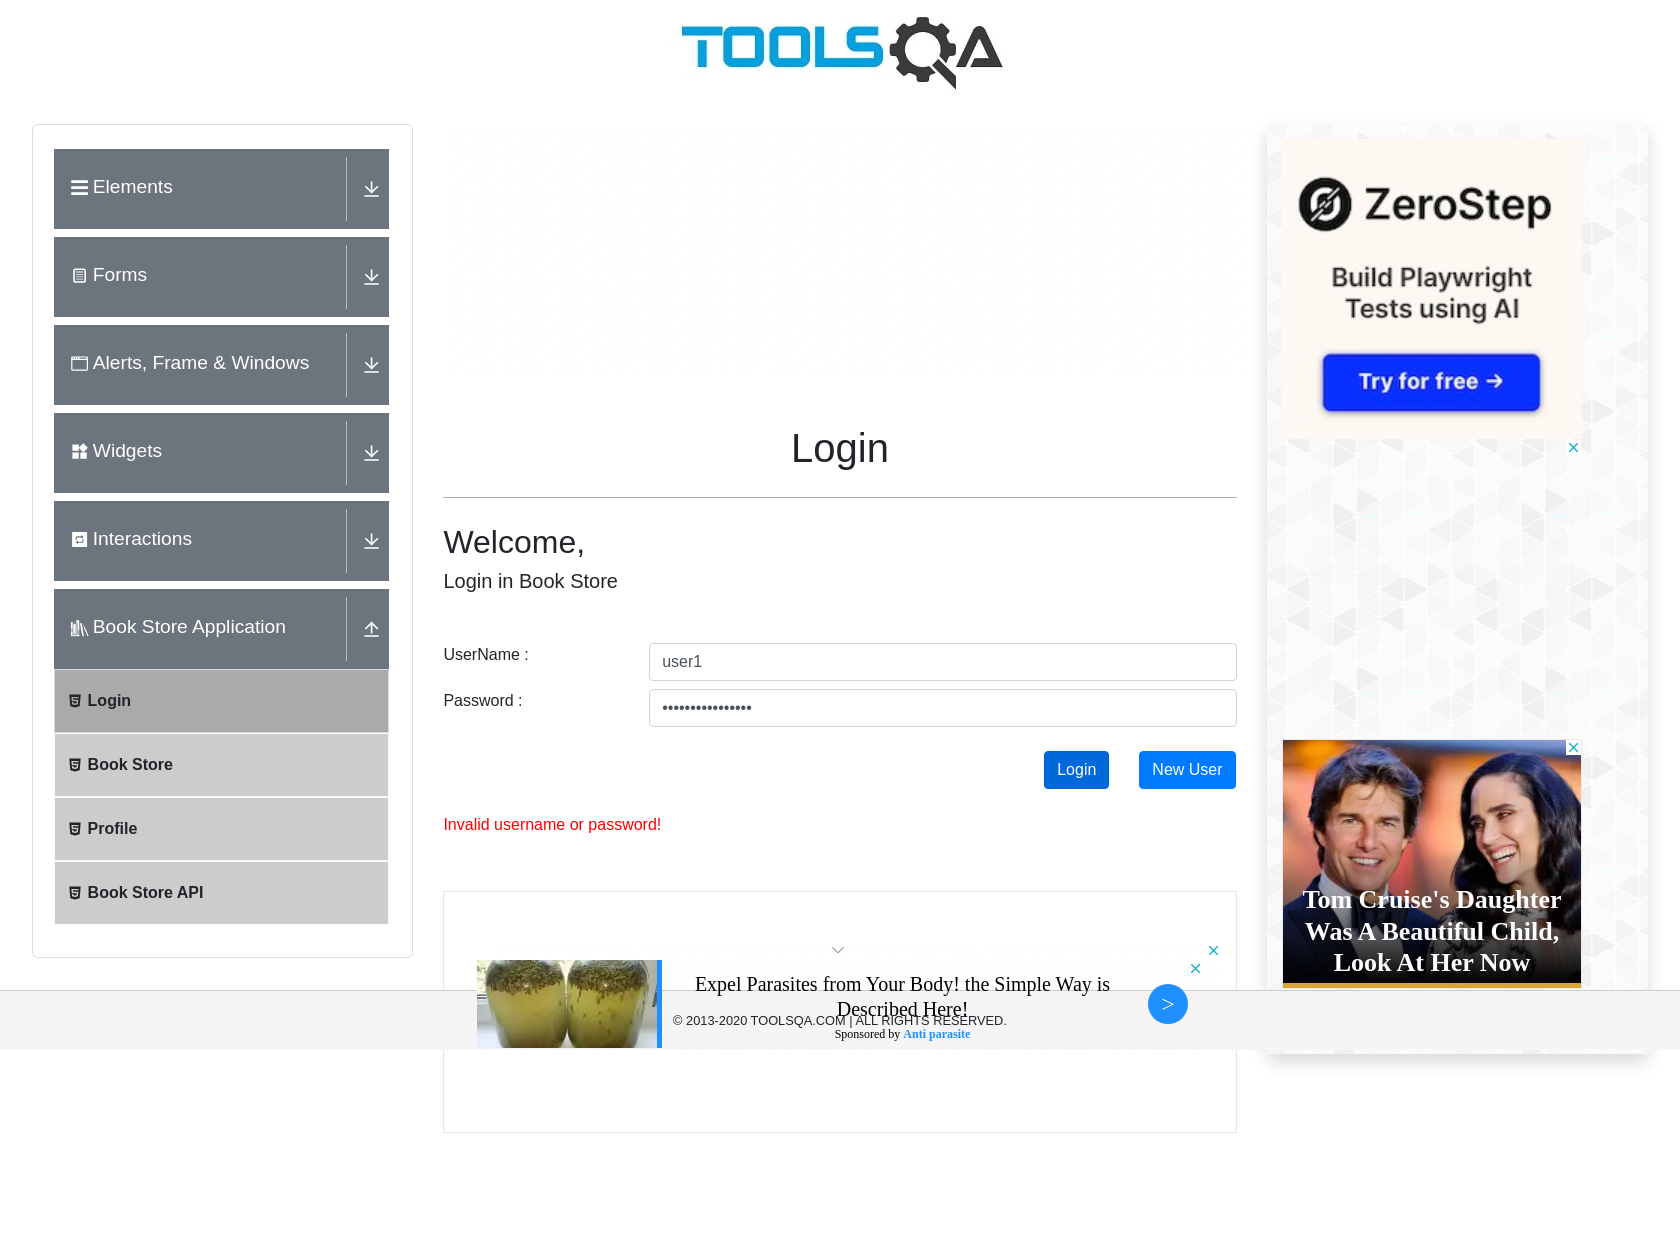 TOOLSQA
Elements
Forms
Alerts, Frame & Windows
Widgets
Interactions
Book Store Application
Login
Book Store
Profile
Book Store API
Login
Welcome,
Login in Book Store
UserName :
user1
Password :
••••••••••••••••
Login
New User
Invalid username or password!
Expel Parasites from Your Body! the Simple Way is
Described Here!
Sponsored by Anti parasite
>
© 2013-2020 TOOLSQA.COM | ALL RIGHTS RESERVED.
ZeroStep
Build Playwright
Tests using AI
Try for free →
Tom Cruise's Daughter
Was A Beautiful Child,
Look At Her Now